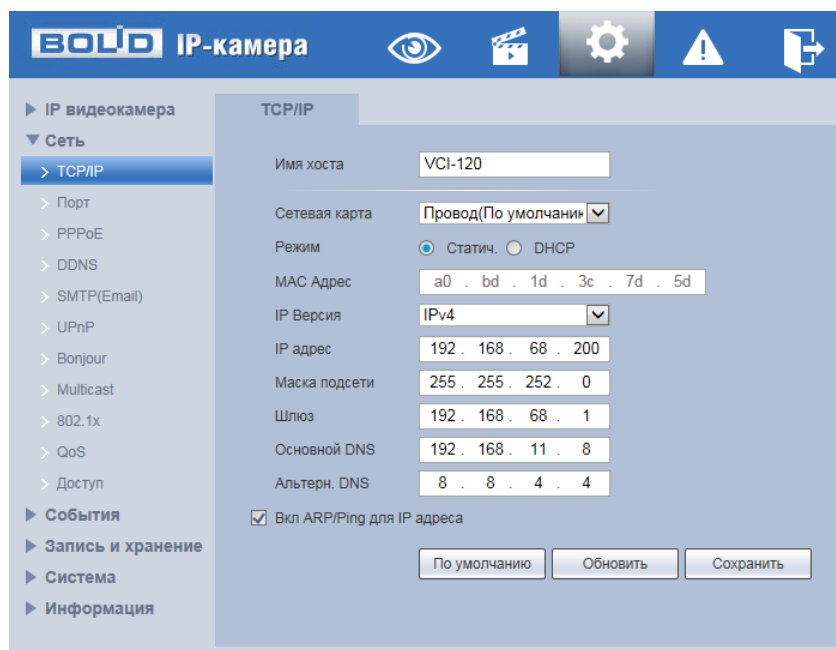 BOLID IP-камера
IP видеокамера
Сеть
TCP/IP
Порт
PPPoE
DDNS
SMTP(Email)
UPnP
Bonjour
Multicast
802.1x
QoS
Доступ
События
Запись и хранение
Система
Информация
TCP/IP
Имя хоста VCI-120
Сетевая карта Провод(По умолчани
Режим Статич. DHCP
MAC Адрес a0 . bd . 1d . 3c . 7d . 5d
IP Версия IPv4
IP адрес 192 . 168 . 68 . 200
Маска подсети 255 . 255 . 252 . 0
Шлюз 192 . 168 . 68 . 1
Основной DNS 192 . 168 . 11 . 8
Альтерн. DNS 8 . 8 . 4 . 4
Вкл ARP/Ping для IP адреса
По умолчанию Обновить Сохранить